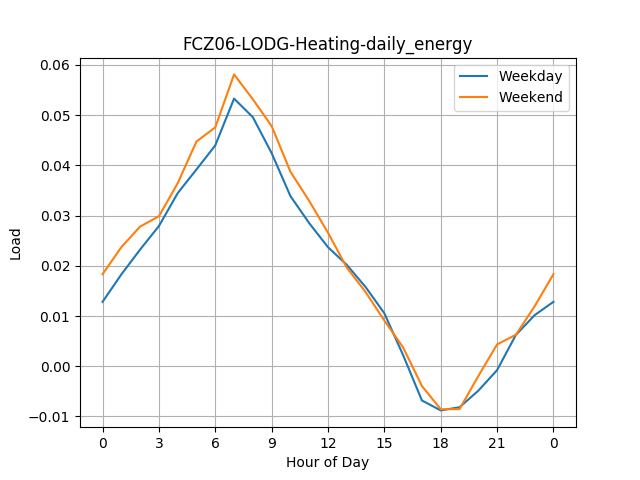 FCZ06-LODG-Heating-daily_energy
Weekday
Weekend
0.06
0.05
0.04
0.03
0.02
0.01
0.00
−0.01
Load
0 3 6 9 12 15 18 21 0
Hour of Day